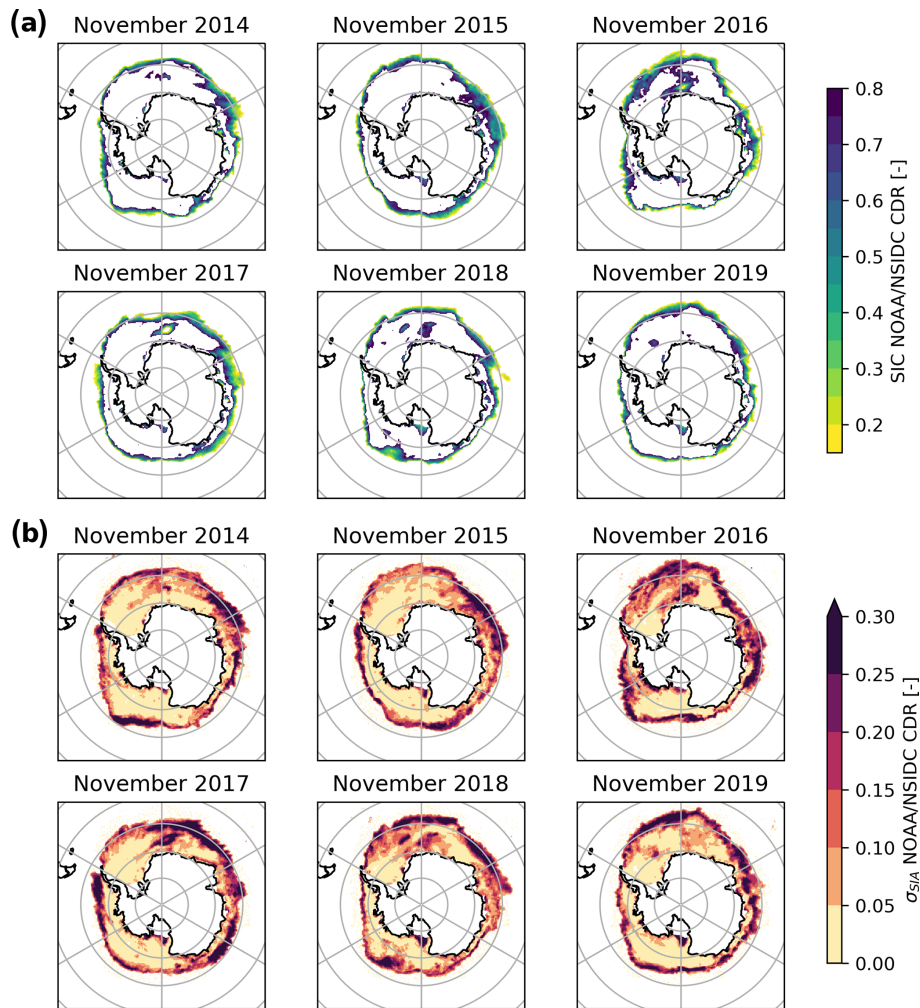 (a)
November 2014
November 2015
November 2016
November 2017
November 2018
November 2019
0.8
0.7
0.6
0.5
0.4
0.3
0.2
SIC NOAA/NSIDC CDR [-]
(b)
November 2014
November 2015
November 2016
November 2017
November 2018
November 2019
0.30
0.25
0.20
0.15
0.10
0.05
0.00
σSIA NOAA/NSIDC CDR [-]